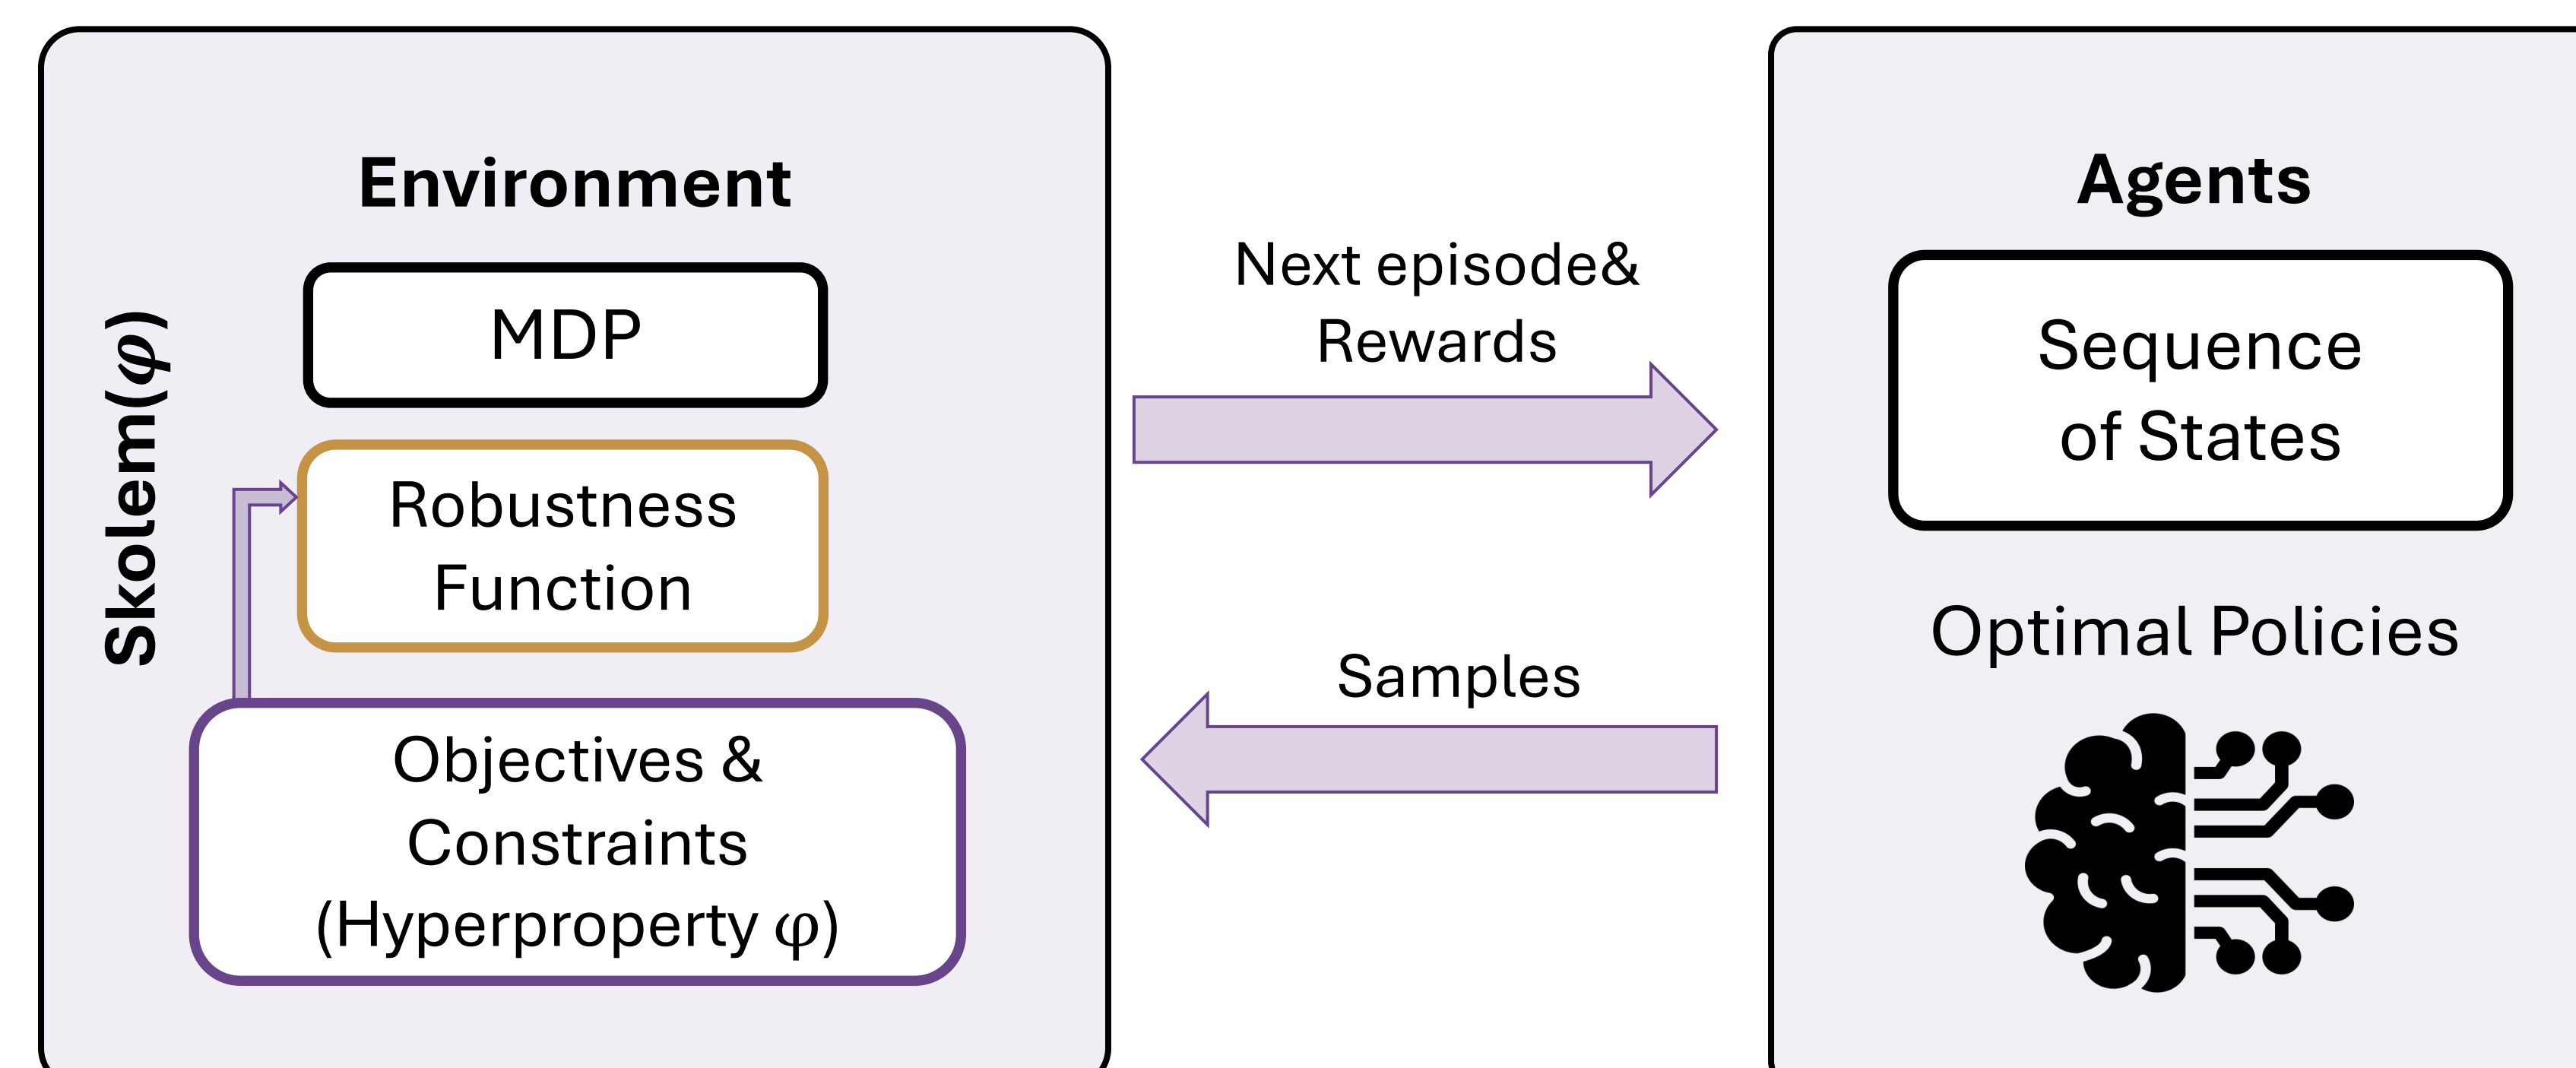 Skolem(φ)
Environment
MDP
Robustness
Function
Objectives &
Constraints
(Hyperproperty φ)
Next episode&
Rewards
Samples
Agents
Sequence
of States
Optimal Policies